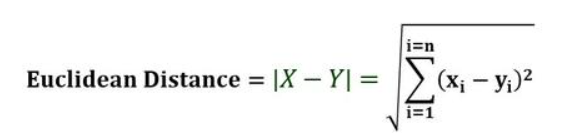 Euclidean Distance = |X − Y| = √∑_{i=1}^{i=n} (xᵢ − yᵢ)²